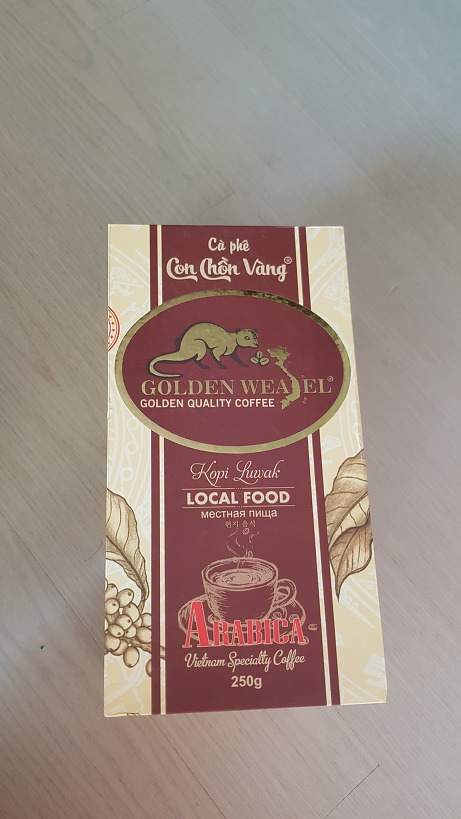 Cà phê
Con Chồn Vàng®
GOLDEN WEASEL®
GOLDEN QUALITY COFFEE
Kopi Luwak
LOCAL FOOD
местная пища
현지 음식
ARABICA
Vietnam Specialty Coffee
250g